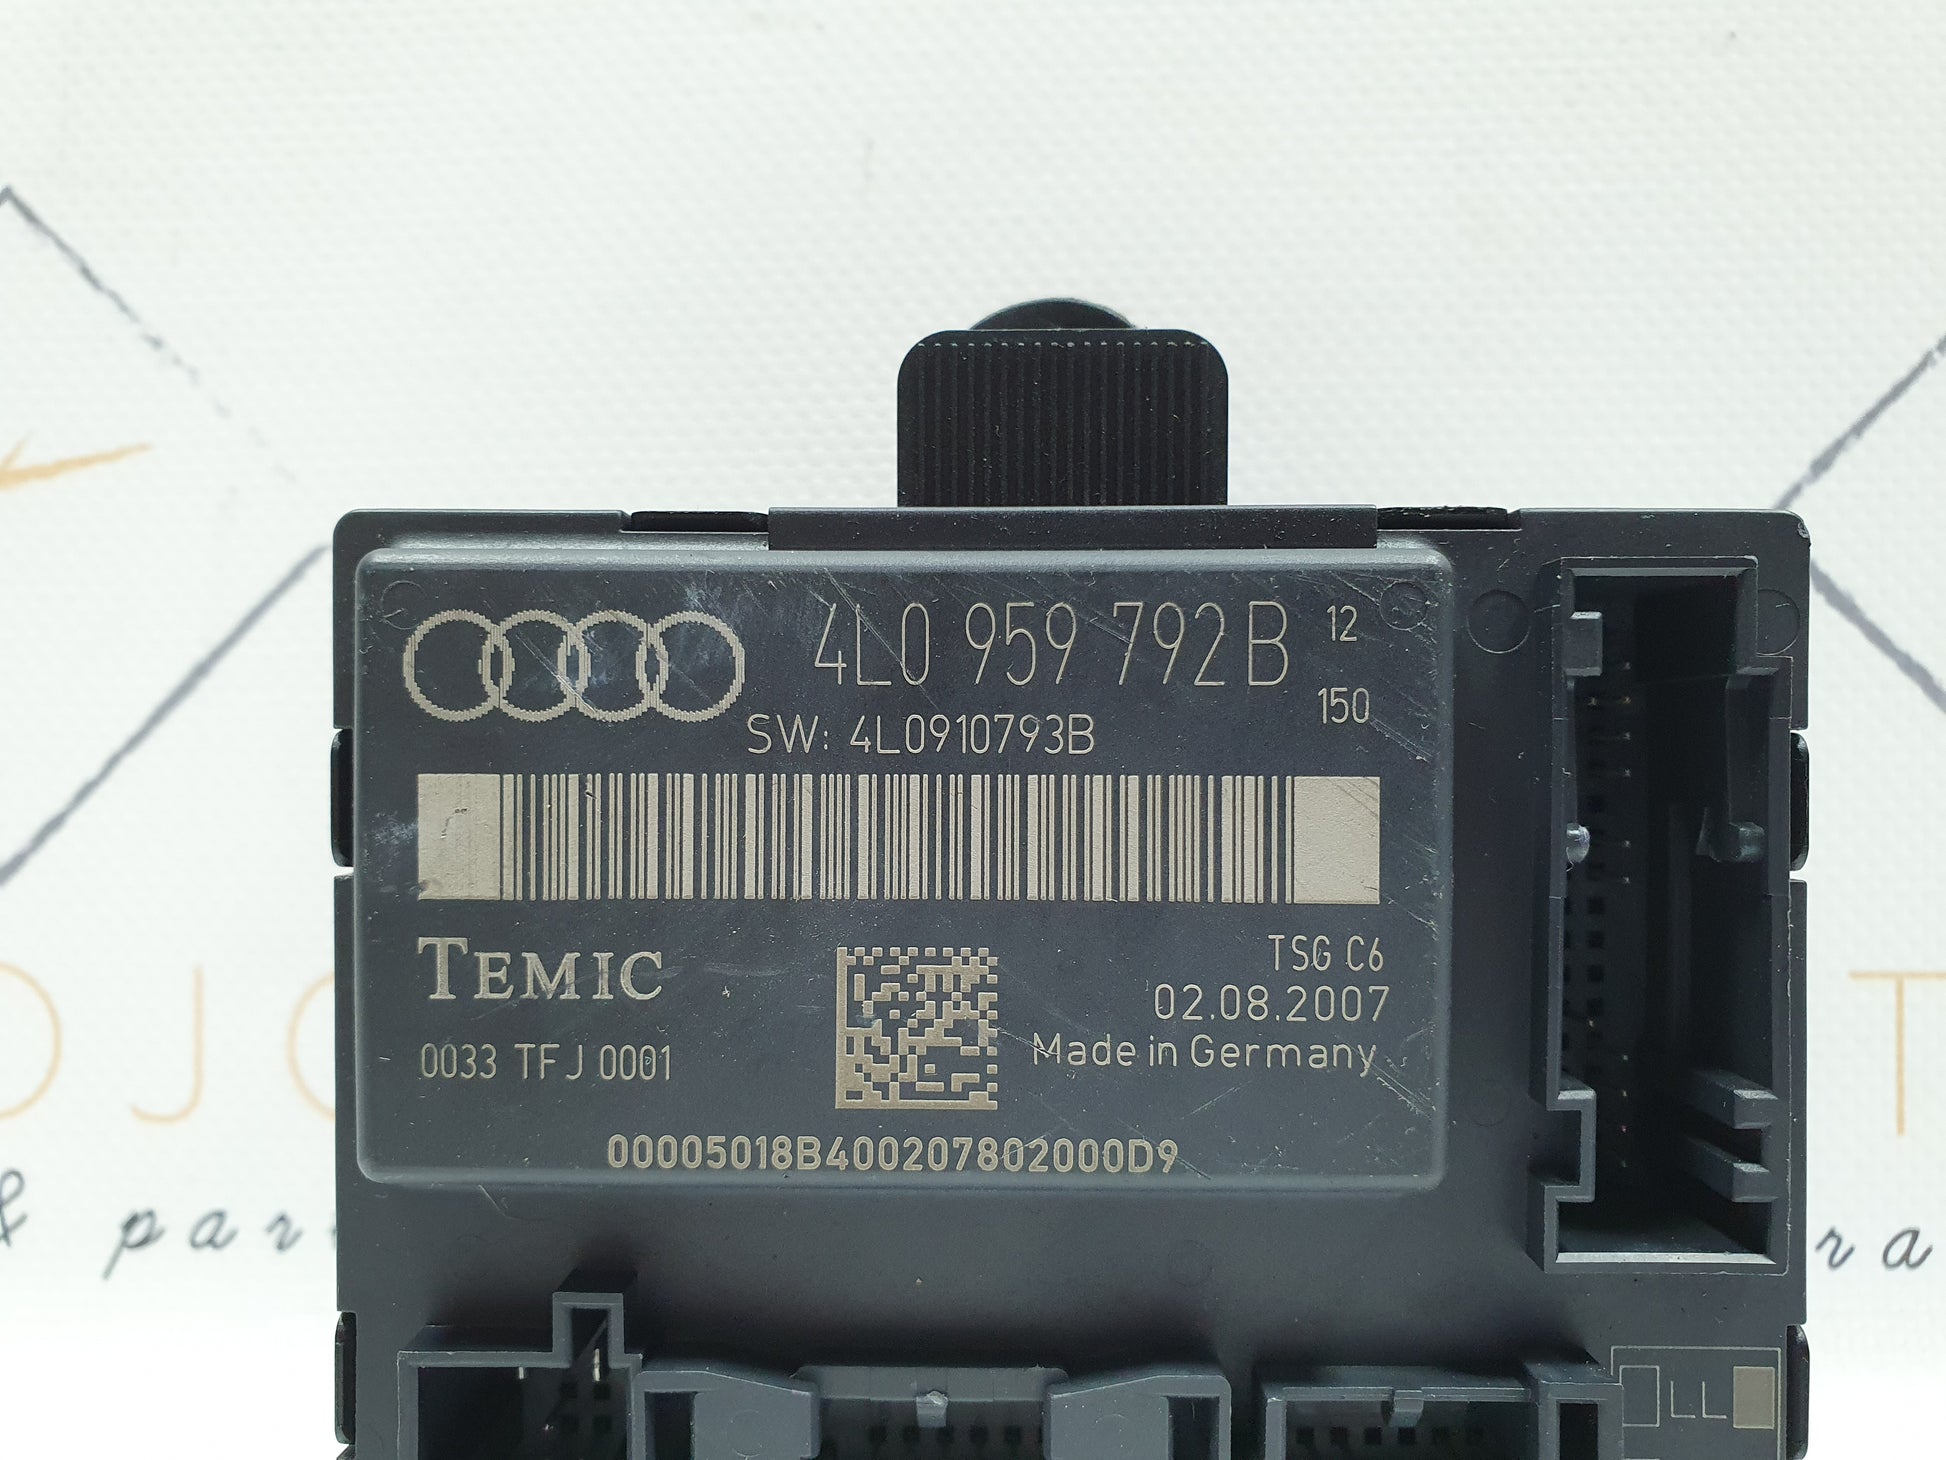 4L0 959 792B 12
150
SW: 4L0910793B
TEMIC
TSG C6
02.08.2007
0033 TFJ 0001
Made in Germany
00005018B400207802000D9
LL